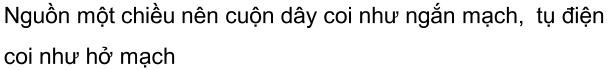 Nguồn một chiều nên cuộn dây coi như ngắn mạch, tụ điện
coi như hở mạch